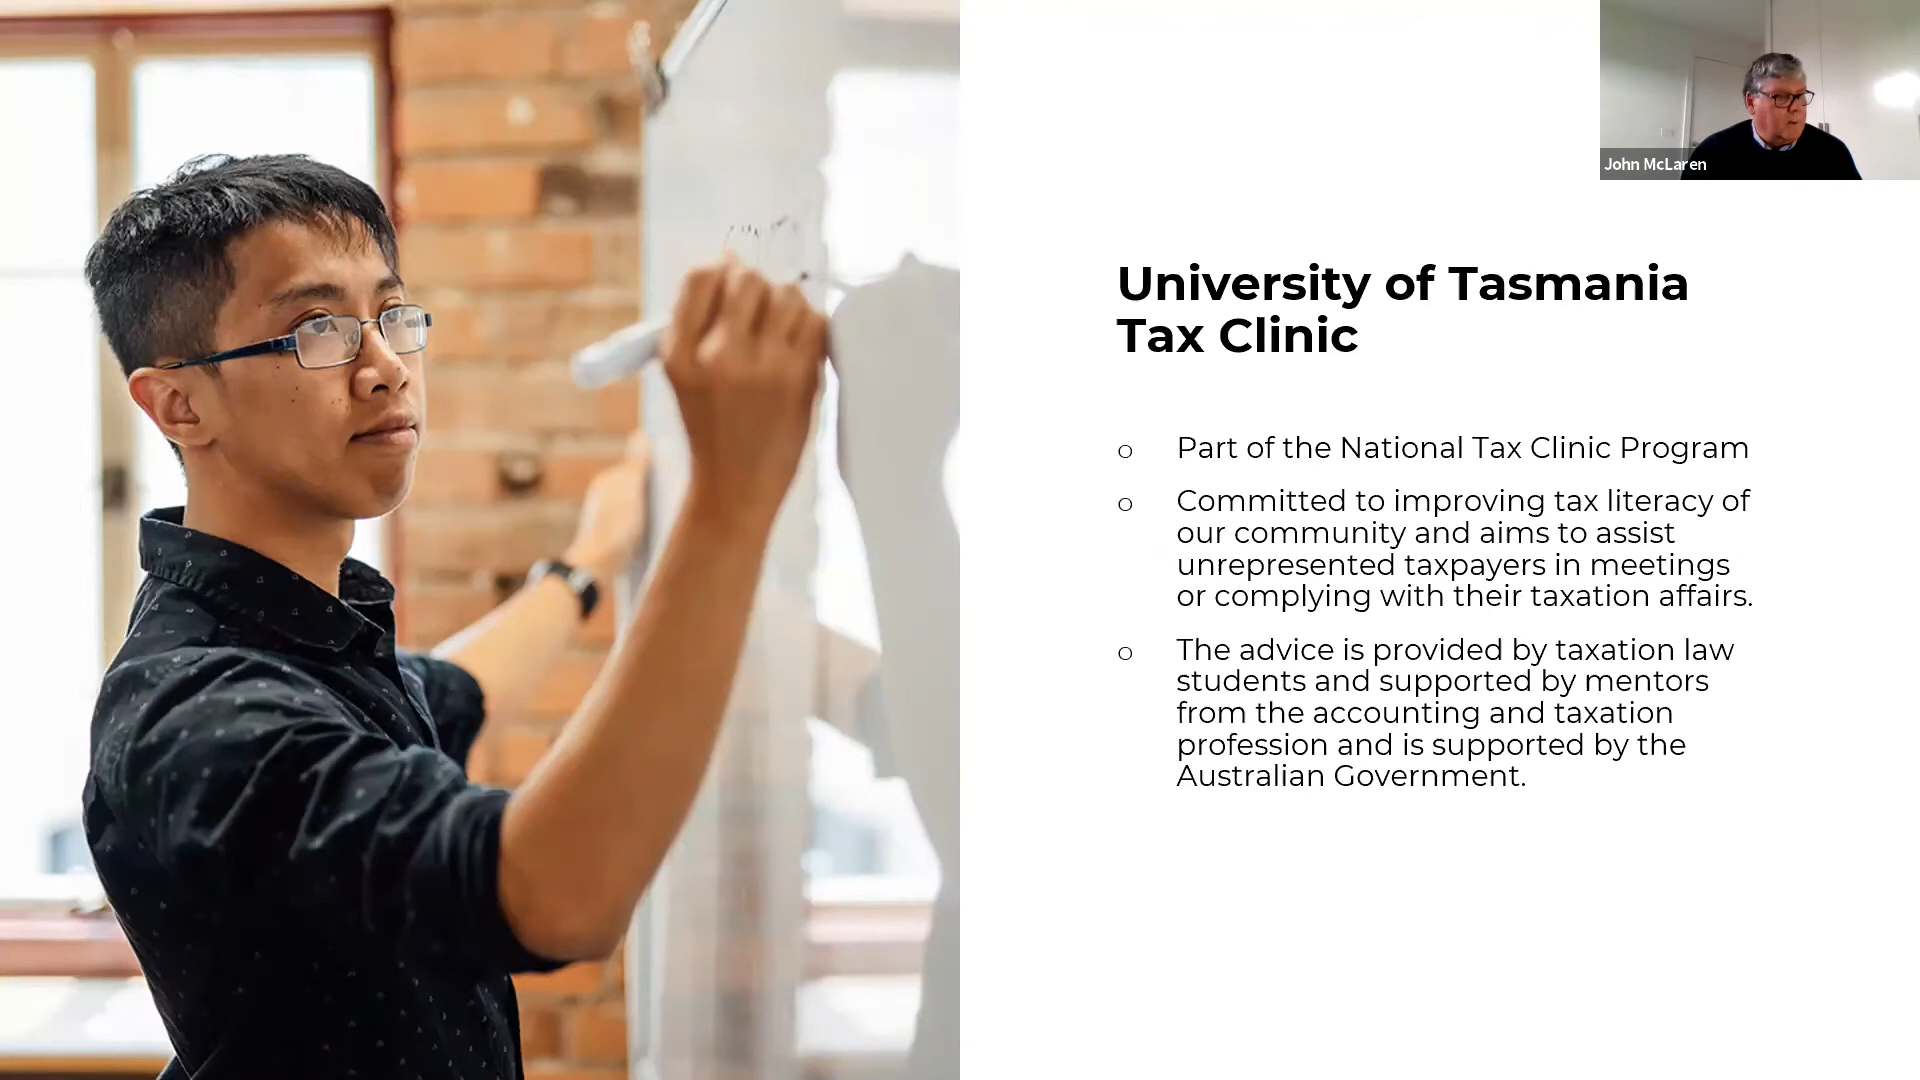 John McLaren
University of Tasmania
Tax Clinic
o Part of the National Tax Clinic Program
o Committed to improving tax literacy of
our community and aims to assist
unrepresented taxpayers in meetings
or complying with their taxation affairs.
o The advice is provided by taxation law
students and supported by mentors
from the accounting and taxation
profession and is supported by the
Australian Government.